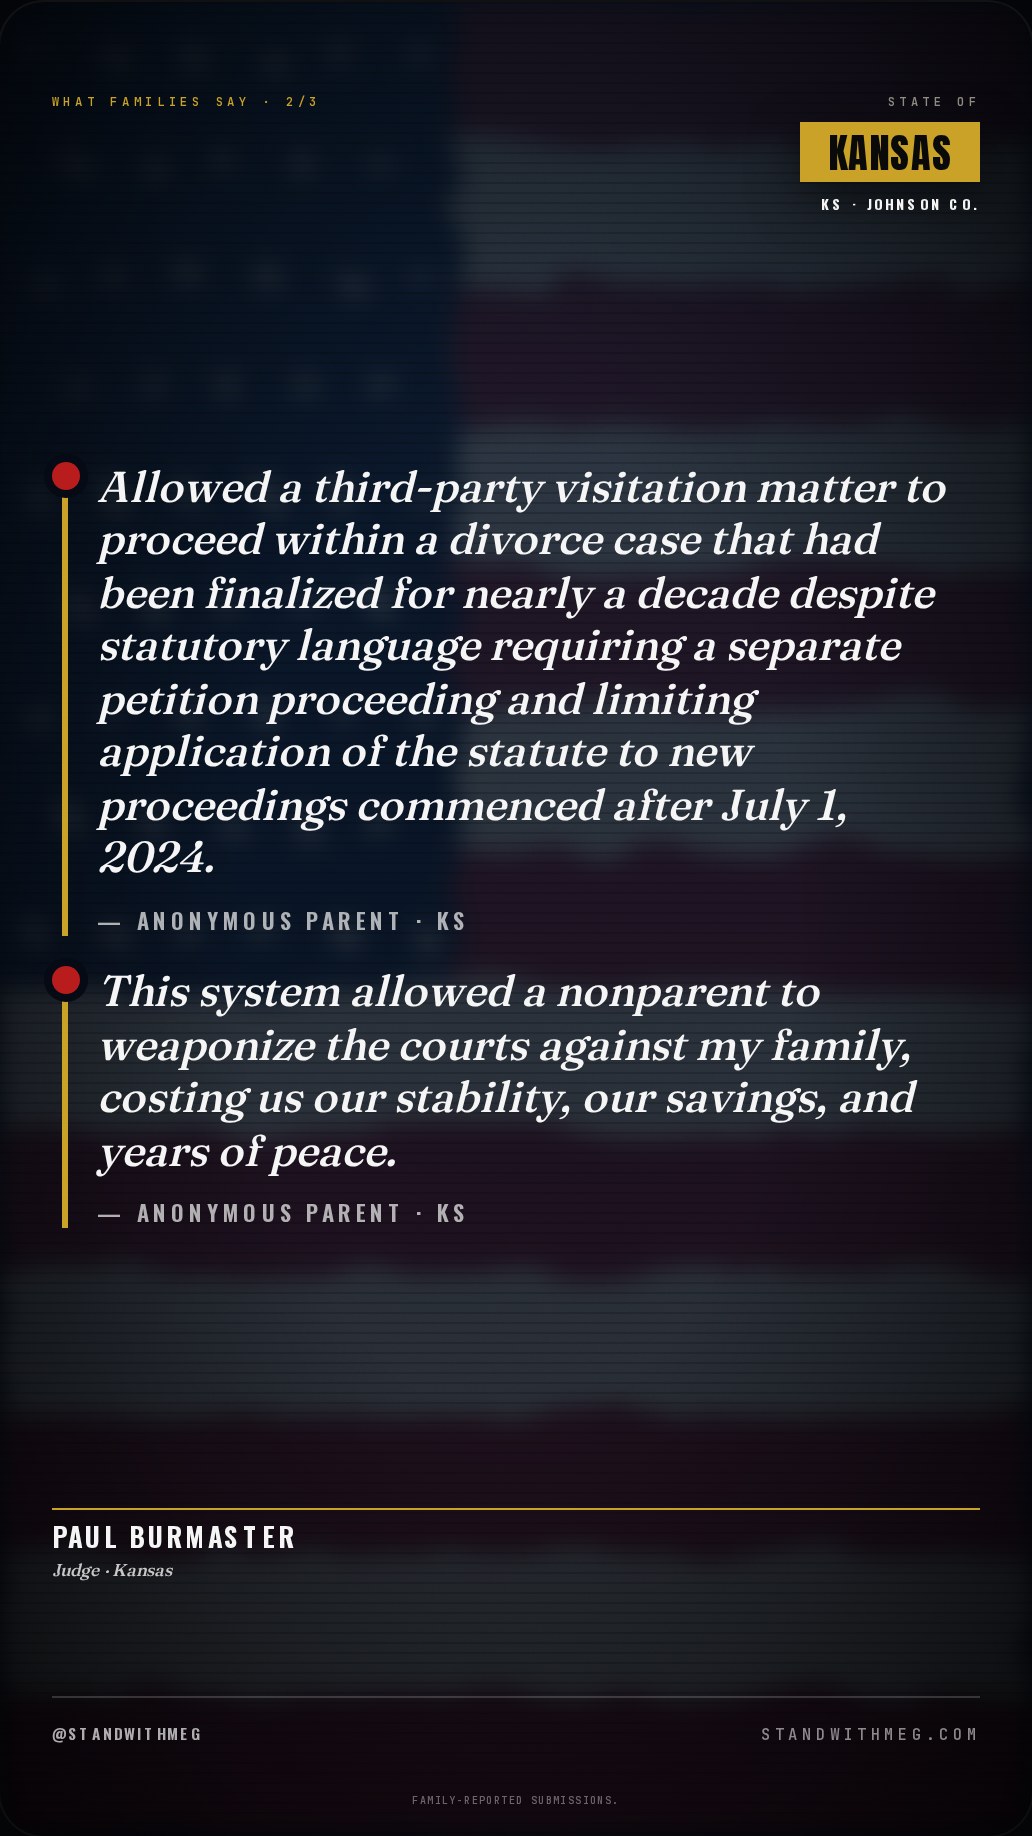 WHAT FAMILIES SAY · 2/3
STATE OF
KANSAS
KS · JOHNSON CO.
Allowed a third-party visitation matter to
proceed within a divorce case that had
been finalized for nearly a decade despite
statutory language requiring a separate
petition proceeding and limiting
application of the statute to new
proceedings commenced after July 1,
2024.
— ANONYMOUS PARENT · KS
This system allowed a nonparent to
weaponize the courts against my family,
costing us our stability, our savings, and
years of peace.
— ANONYMOUS PARENT · KS
PAUL BURMASTER
Judge · Kansas
@STANDWITHMEG
STANDWITHMEG.COM
FAMILY-REPORTED SUBMISSIONS.